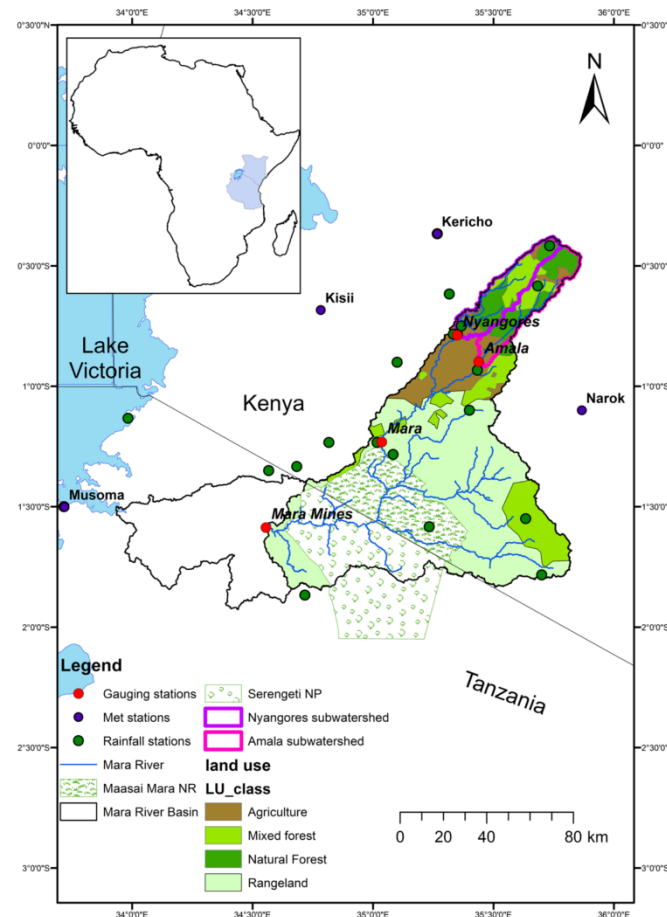 34°0'0"E 34°30'0"E 35°0'0"E 35°30'0"E 36°0'0"E
0°30'0"N
N
0°0'0"
Kericho
0°30'0"S
Kisii
Nyangores
Lake
Victoria
Amala
1°0'0"S
Kenya
Narok
Mara
1°30'0"S
Musoma
Mara Mines
2°0'0"S
Legend
Tanzania
Gauging stations
Met stations
Rainfall stations
Mara River
Maasai Mara NR
Mara River Basin
Serengeti NP
Nyangores subwatershed
Amala subwatershed
land use
LU_class
Agriculture
Mixed forest
Natural Forest
Rangeland
2°30'0"S
0 20 40 60 80 km
3°0'0"S
34°0'0"E 34°30'0"E 35°0'0"E 35°30'0"E 36°0'0"E